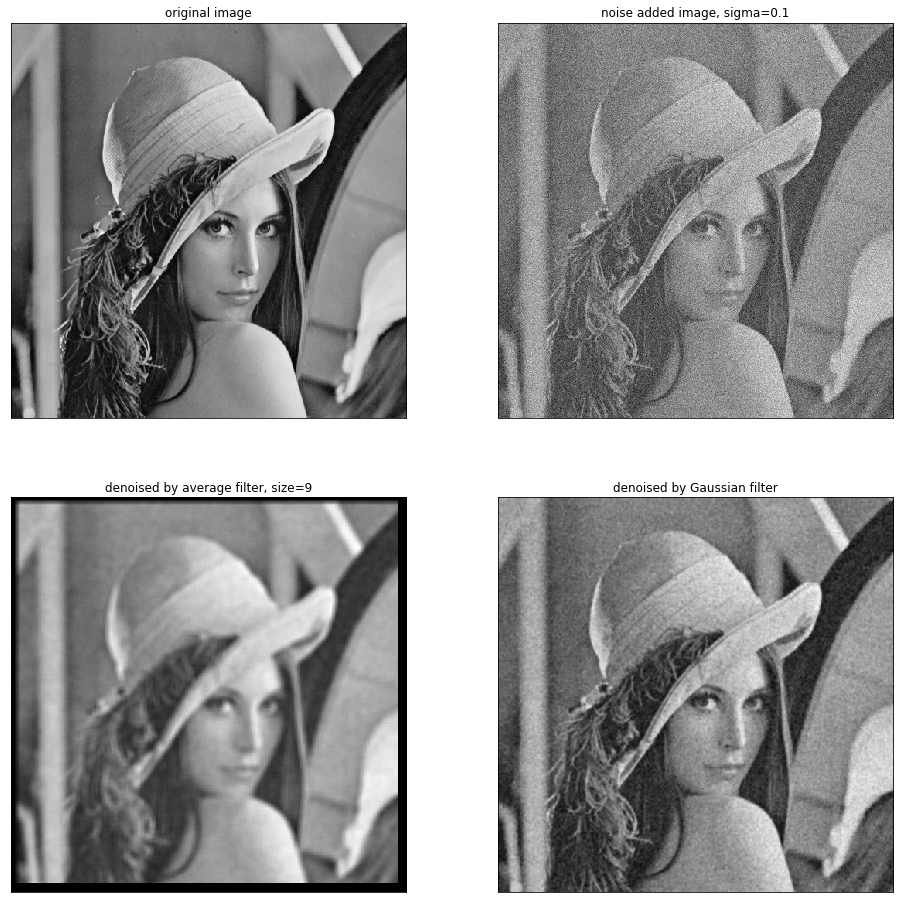 original image
noise added image, sigma=0.1
denoised by average filter, size=9
denoised by Gaussian filter